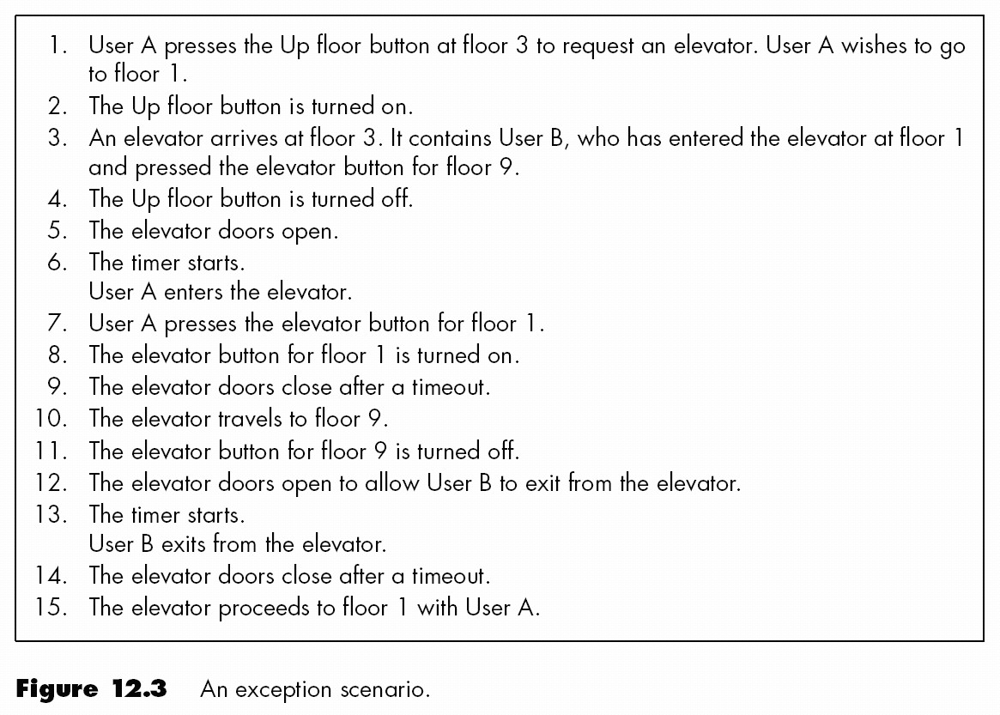 1. User A presses the Up floor button at floor 3 to request an elevator. User A wishes to go
to floor 1.
2. The Up floor button is turned on.
3. An elevator arrives at floor 3. It contains User B, who has entered the elevator at floor 1
and pressed the elevator button for floor 9.
4. The Up floor button is turned off.
5. The elevator doors open.
6. The timer starts.
User A enters the elevator.
7. User A presses the elevator button for floor 1.
8. The elevator button for floor 1 is turned on.
9. The elevator doors close after a timeout.
10. The elevator travels to floor 9.
11. The elevator button for floor 9 is turned off.
12. The elevator doors open to allow User B to exit from the elevator.
13. The timer starts.
User B exits from the elevator.
14. The elevator doors close after a timeout.
15. The elevator proceeds to floor 1 with User A.
Figure 12.3 An exception scenario.